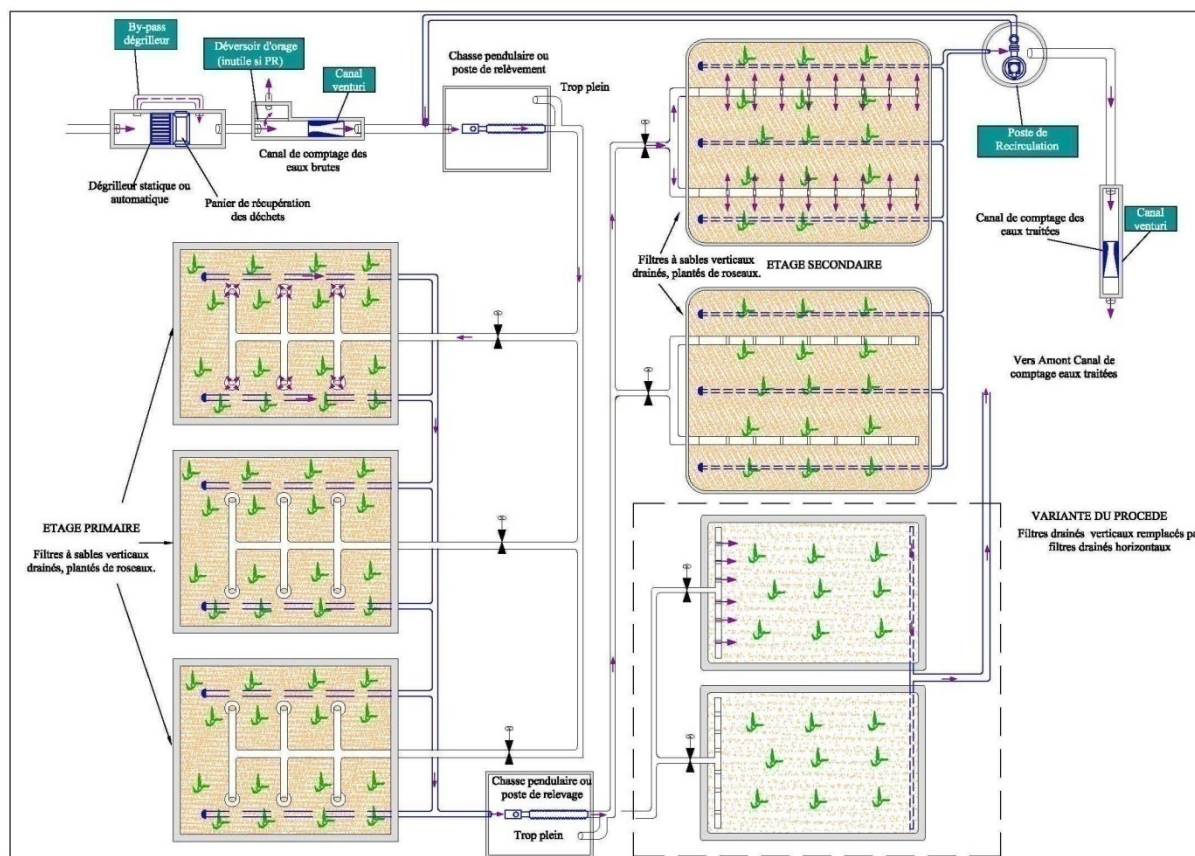 By-pass
dégrilleur
Déversoir d'orage
(inutile si PR)
Canal
venturi
Canal de comptage des
eaux brutes
Dégrilleur statique ou
automatique
Panier de récupération
des déchets
Chasse pendulaire ou
poste de relèvement
Trop plein
Poste de
Recirculation
Canal de comptage des
eaux traitées
Canal
venturi
Filtres à sables verticaux
drainés, plantés de roseaux.
ETAGE SECONDAIRE
Vers Amont Canal de
comptage eaux traitées
ETAGE PRIMAIRE
Filtres à sables verticaux
drainés, plantés de roseaux.
VARIANTE DU PROCEDE
Filtres drainés verticaux remplacés pa
filtres drainés horizontaux
Chasse pendulaire ou
poste de relevage
Trop plein